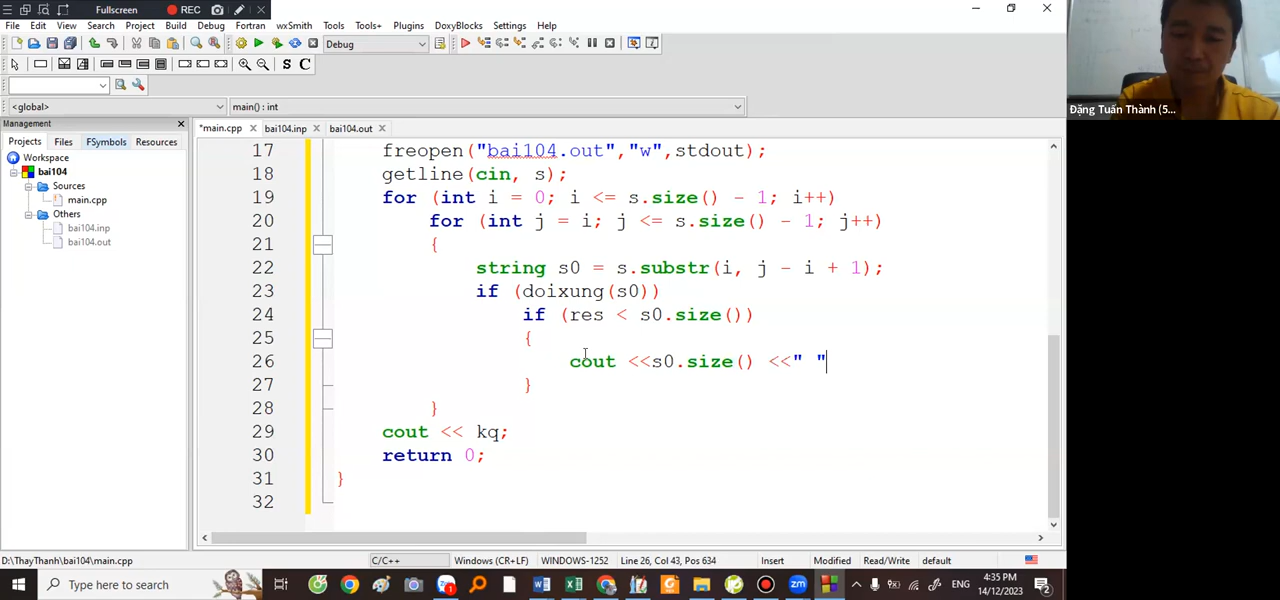 Fullscreen REC
File Edit View Search Project Build Debug Fortran wxSmith Tools Tools+ Plugins DoxyBlocks Settings Help
Debug
S C
<global> main() : int
Management
Projects Files FSymbols Resources
Workspace
bai104
Sources
main.cpp
Others
bai104.inp
bai104.out
*main.cpp bai104.inp bai104.out
17 freopen("bai104.out","w",stdout);
18 getline(cin, s);
19 for (int i = 0; i <= s.size() - 1; i++)
20 for (int j = i; j <= s.size() - 1; j++)
21 {
22 string s0 = s.substr(i, j - i + 1);
23 if (doixung(s0))
24 if (res < s0.size())
25 {
26 cout <<s0.size() <<" "
27 }
28 }
29 cout << kq;
30 return 0;
31 }
32
Đặng Tuấn Thành (5...
D:\ThayThanh\bai104\main.cpp C/C++ Windows (CR+LF) WINDOWS-1252 Line 26, Col 43, Pos 634 Insert Modified Read/Write default
Type here to search
ENG
4:35 PM
14/12/2023
2